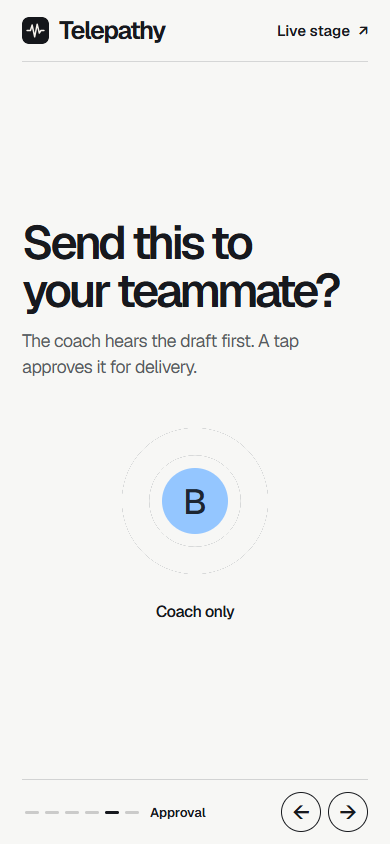 Telepathy
Live stage ↗
Send this to
your teammate?
The coach hears the draft first. A tap
approves it for delivery.
B
Coach only
Approval